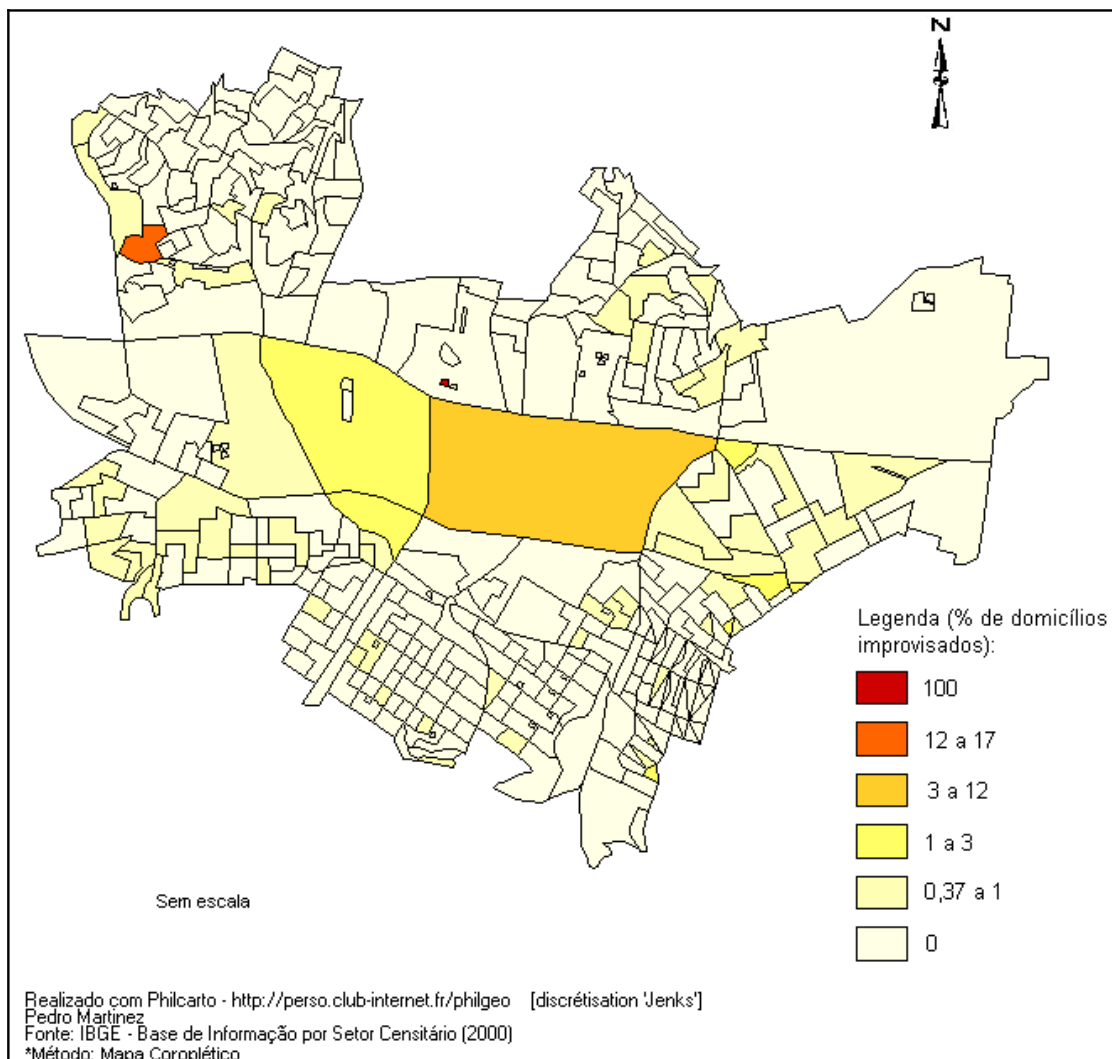 N
Legenda (% de domicílios
improvisados):
100
12 a 17
3 a 12
1 a 3
0,37 a 1
0
Sem escala
Realizado com Philcarto - http://perso.club-internet.fr/philgeo [discrétisation 'Jenks']
Pedro Martinez
Fonte: IBGE - Base de Informação por Setor Censitário (2000)
*Método: Mapa Coroplético